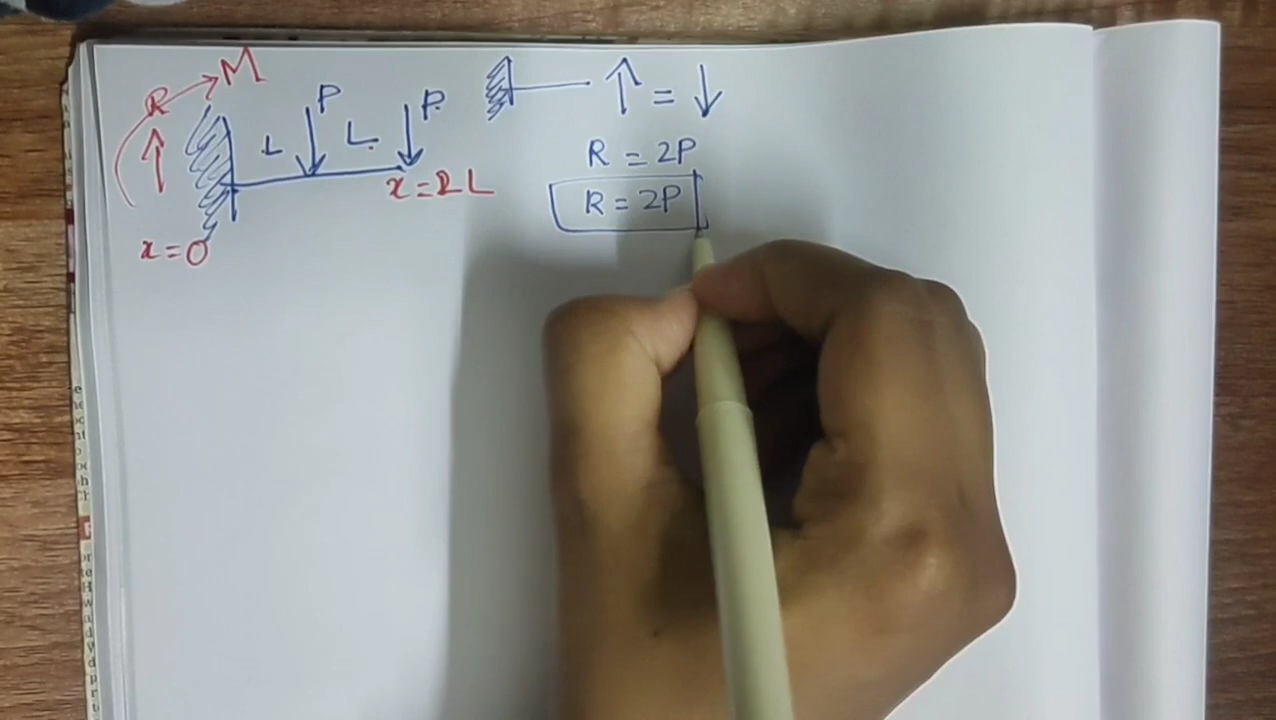 R M
P P
L L
x = 2L
x = 0
↑ = ↓
R = 2P
R = 2P